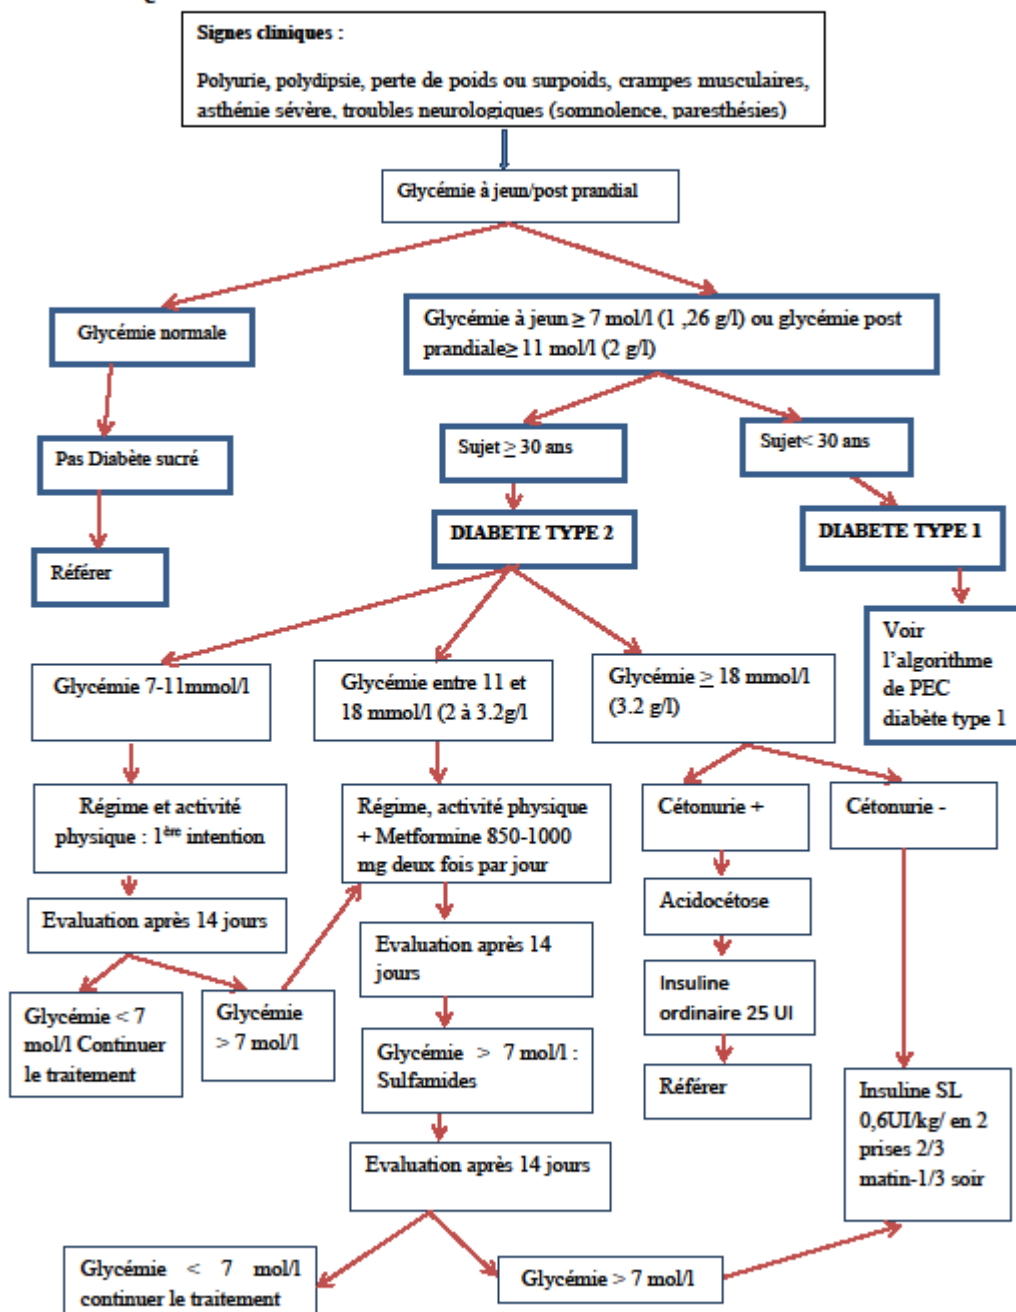 Signes cliniques :
Polyurie, polydipsie, perte de poids ou surpoids, crampes musculaires,
asthénie sévère, troubles neurologiques (somnolence, paresthésies)
Glycémie à jeun/post prandial
Glycémie normale
Glycémie à jeun ≥ 7 mol/l (1 ,26 g/l) ou glycémie post
prandiale≥ 11 mol/l (2 g/l)
Pas Diabète sucré
Sujet ≥ 30 ans
Sujet< 30 ans
Référer
DIABETE TYPE 2
DIABETE TYPE 1
Voir
l’algorithme
de PEC
diabète type 1
Glycémie 7-11mmol/l
Glycémie entre 11 et
18 mmol/l (2 à 3.2g/l
Glycémie ≥ 18 mmol/l
(3.2 g/l)
Régime et activité
physique : 1ère intention
Régime, activité physique
+ Metformine 850-1000
mg deux fois par jour
Cétonurie +
Cétonurie -
Evaluation après 14 jours
Evaluation après 14
jours
Acidocétose
Insuline
ordinaire 25 UI
Référer
Glycémie < 7
mol/l Continuer
le traitement
Glycémie
> 7 mol/l
Glycémie > 7 mol/l :
Sulfamides
Insuline SL
0,6UI/kg/ en 2
prises 2/3
matin-1/3 soir
Evaluation après 14 jours
Glycémie < 7 mol/l
continuer le traitement
Glycémie > 7 mol/l